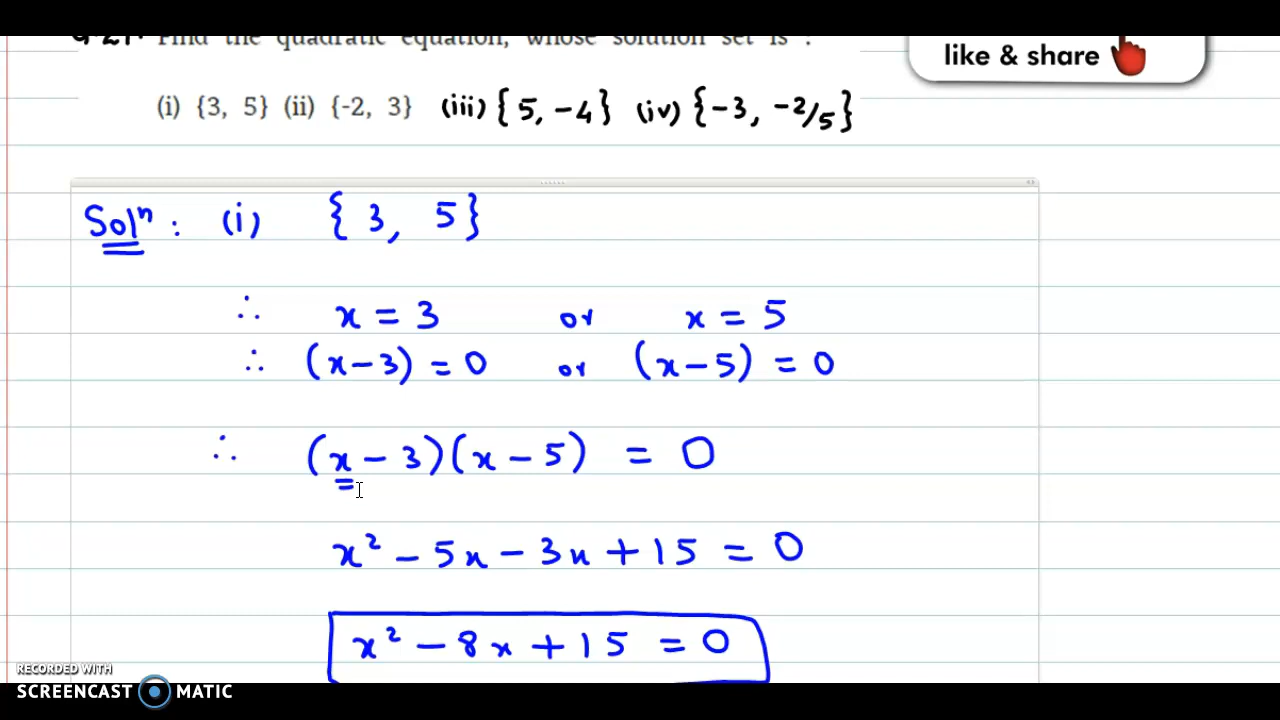 Q-21. Find the quadratic equation, whose solution set is :
like & share
(i) {3, 5} (ii) {-2, 3} (iii) {5, -4} (iv) {-3, -2/5}
Solⁿ : (i) {3, 5}
∴ x = 3 or x = 5
∴ (x-3) = 0 or (x-5) = 0
∴ (x-3)(x-5) = 0
x² - 5x - 3x + 15 = 0
x² - 8x + 15 = 0
RECORDED WITH
SCREENCAST MATIC